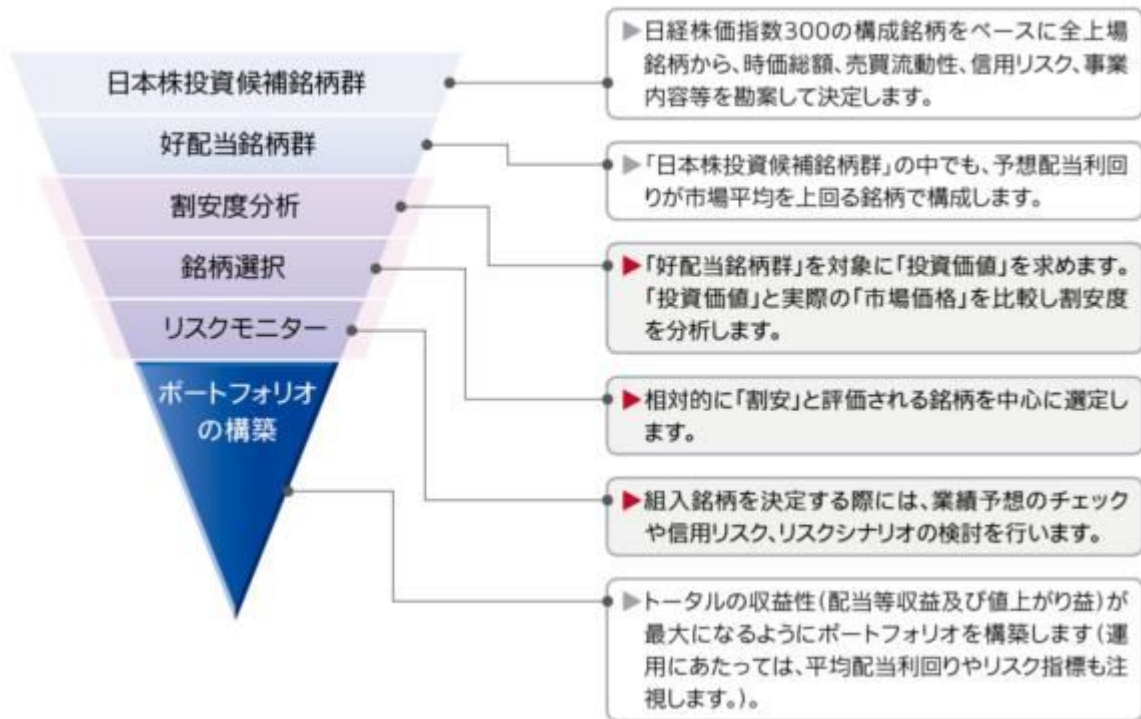 日本株投資候補銘柄群
好配当銘柄群
割安度分析
銘柄選択
リスクモニター
ポートフォリオ
の構築
▶日経株価指数300の構成銘柄をベースに全上場
銘柄から、時価総額、売買流動性、信用リスク、事業
内容等を勘案して決定します。
▶「日本株投資候補銘柄群」の中でも、予想配当利回
りが市場平均を上回る銘柄で構成します。
▶「好配当銘柄群」を対象に「投資価値」を求めます。
「投資価値」と実際の「市場価格」を比較し割安度
を分析します。
▶相対的に「割安」と評価される銘柄を中心に選定し
ます。
▶組入銘柄を決定する際には、業績予想のチェック
や信用リスク、リスクシナリオの検討を行います。
▶トータルの収益性(配当等収益及び値上がり益)が
最大になるようにポートフォリオを構築します(運
用にあたっては、平均配当利回りやリスク指標も注
視します。)。